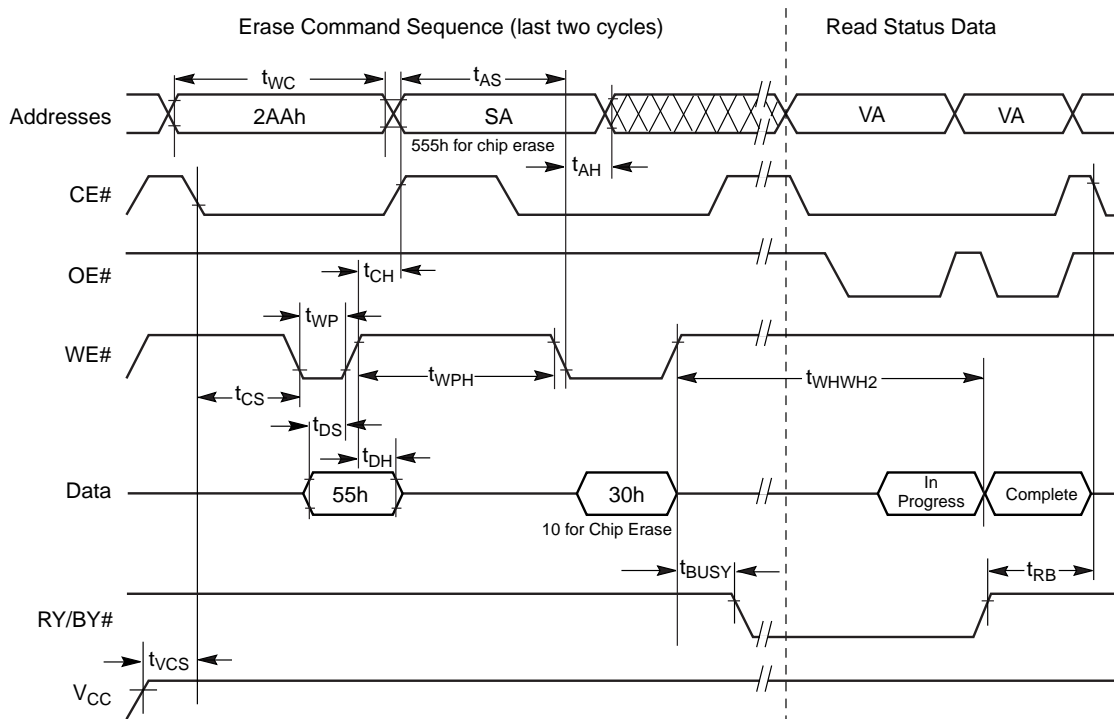 Erase Command Sequence (last two cycles)
Read Status Data
tWC
tAS
Addresses
2AAh
SA
VA
VA
555h for chip erase
tAH
CE#
OE#
tCH
tWP
WE#
tWPH
tWHWH2
tCS
tDS
tDH
Data
55h
30h
In
Progress
Complete
10 for Chip Erase
tBUSY
tRB
RY/BY#
tVCS
VCC